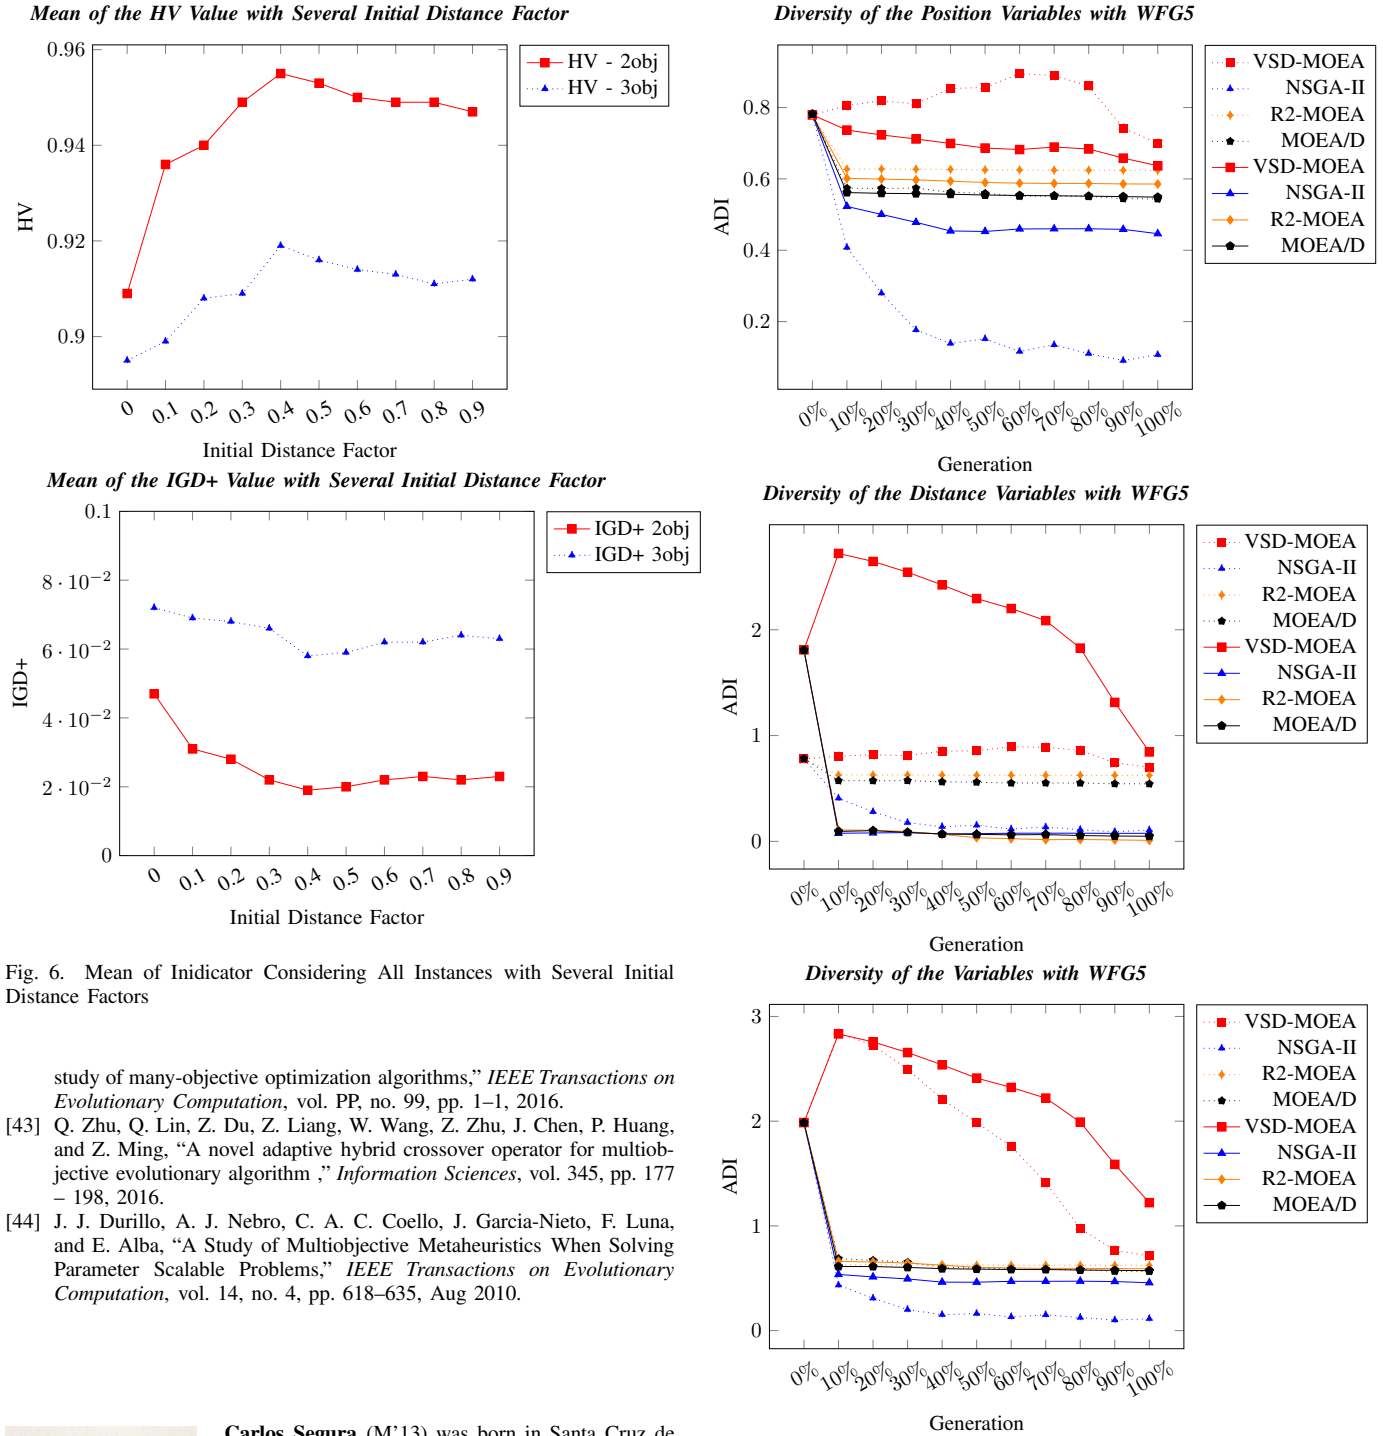 Mean of the HV Value with Several Initial Distance Factor
0.96
0.94
0.92
0.9
HV
0
0.1
0.2
0.3
0.4
0.5
0.6
0.7
0.8
0.9
Initial Distance Factor
HV - 2obj
HV - 3obj
Mean of the IGD+ Value with Several Initial Distance Factor
0.1
8 · 10⁻²
6 · 10⁻²
4 · 10⁻²
2 · 10⁻²
0
IGD+
0
0.1
0.2
0.3
0.4
0.5
0.6
0.7
0.8
0.9
Initial Distance Factor
IGD+ 2obj
IGD+ 3obj
Fig. 6. Mean of Inidicator Considering All Instances with Several Initial
Distance Factors
study of many-objective optimization algorithms,” IEEE Transactions on
Evolutionary Computation, vol. PP, no. 99, pp. 1–1, 2016.
[43] Q. Zhu, Q. Lin, Z. Du, Z. Liang, W. Wang, Z. Zhu, J. Chen, P. Huang,
and Z. Ming, “A novel adaptive hybrid crossover operator for multiob-
jective evolutionary algorithm ,” Information Sciences, vol. 345, pp. 177
– 198, 2016.
[44] J. J. Durillo, A. J. Nebro, C. A. C. Coello, J. Garcia-Nieto, F. Luna,
and E. Alba, “A Study of Multiobjective Metaheuristics When Solving
Parameter Scalable Problems,” IEEE Transactions on Evolutionary
Computation, vol. 14, no. 4, pp. 618–635, Aug 2010.
Carlos Segura (M’13) was born in Santa Cruz de
Diversity of the Position Variables with WFG5
0.8
0.6
0.4
0.2
ADI
0%
10%
20%
30%
40%
50%
60%
70%
80%
90%
100%
Generation
VSD-MOEA
NSGA-II
R2-MOEA
MOEA/D
VSD-MOEA
NSGA-II
R2-MOEA
MOEA/D
Diversity of the Distance Variables with WFG5
2
1
0
ADI
0%
10%
20%
30%
40%
50%
60%
70%
80%
90%
100%
Generation
VSD-MOEA
NSGA-II
R2-MOEA
MOEA/D
VSD-MOEA
NSGA-II
R2-MOEA
MOEA/D
Diversity of the Variables with WFG5
3
2
1
0
ADI
0%
10%
20%
30%
40%
50%
60%
70%
80%
90%
100%
Generation
VSD-MOEA
NSGA-II
R2-MOEA
MOEA/D
VSD-MOEA
NSGA-II
R2-MOEA
MOEA/D